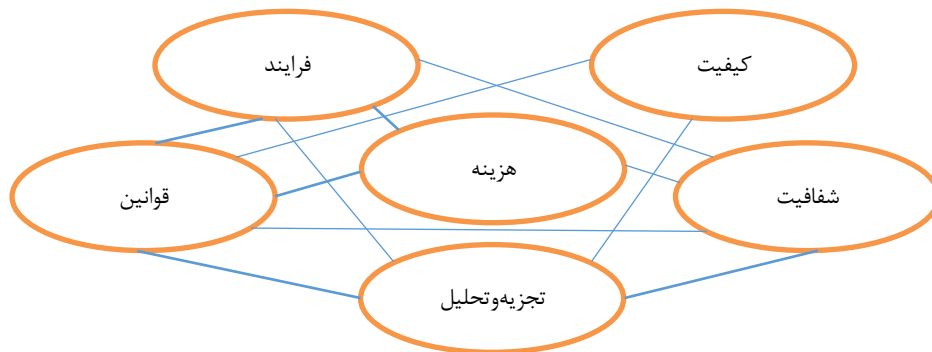 کیفیت
فرایند
هزینه
شفافیت
قوانین
تجزیه‌وتحلیل